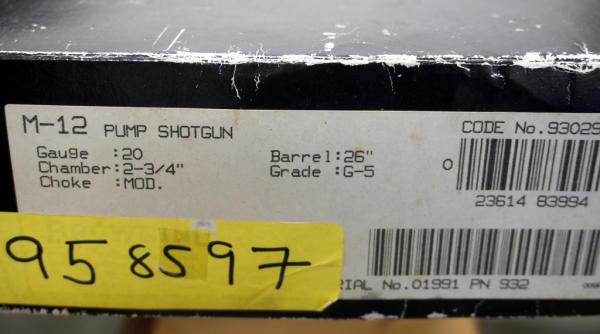 M-12 PUMP SHOTGUN
CODE No.93029
Gauge :20
Barrel:26"
Chamber:2-3/4"
Grade :G-5
Choke :MOD.
0
23614 83994
958597
RIAL No.01991 PN 932